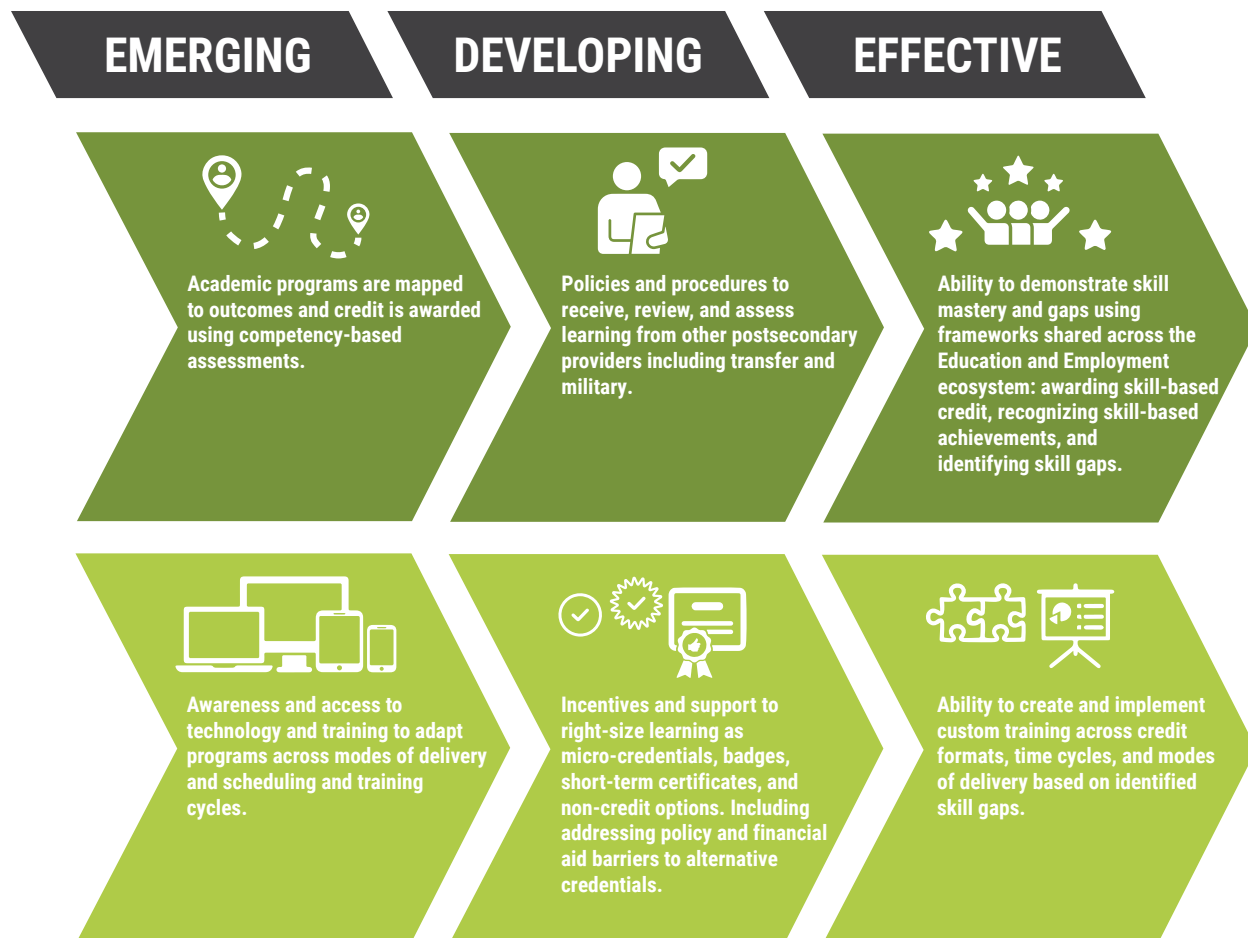 EMERGING
DEVELOPING
EFFECTIVE
Academic programs are mapped
to outcomes and credit is awarded
using competency-based
assessments.
Policies and procedures to
receive, review, and assess
learning from other postsecondary
providers including transfer and
military.
Ability to demonstrate skill
mastery and gaps using
frameworks shared across the
Education and Employment
ecosystem: awarding skill-based
credit, recognizing skill-based
achievements, and
identifying skill gaps.
Awareness and access to
technology and training to adapt
programs across modes of delivery
and scheduling and training
cycles.
Incentives and support to
right-size learning as
micro-credentials, badges,
short-term certificates, and
non-credit options. Including
addressing policy and financial
aid barriers to alternative
credentials.
Ability to create and implement
custom training across credit
formats, time cycles, and modes
of delivery based on identified
skill gaps.